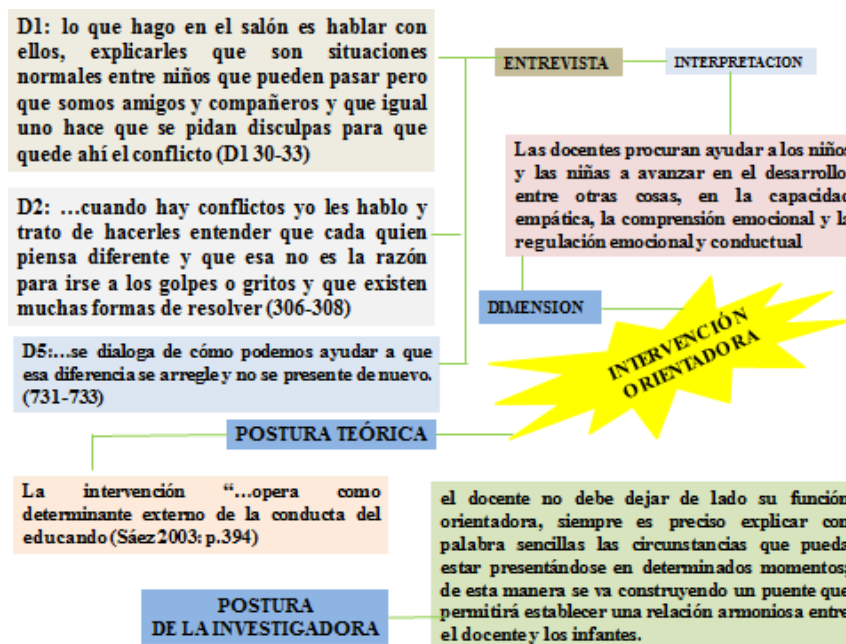 D1: lo que hago en el salón es hablar con
ellos, explicarles que son situaciones
normales entre niños que pueden pasar pero
que somos amigos y compañeros y que igual
uno hace que se pidan disculpas para que
quede ahí el conflicto (D1 30-33)
ENTREVISTA
INTERPRETACION
Las docentes procuran ayudar a los niños
y las niñas a avanzar en el desarrollo,
entre otras cosas, en la capacidad
empática, la comprensión emocional y la
regulación emocional y conductual
D2: ...cuando hay conflictos yo les hablo y
trato de hacerles entender que cada quien
piensa diferente y que esa no es la razón
para irse a los golpes o gritos y que existen
muchas formas de resolver (306-308)
DIMENSION
INTERVENCIÓN
ORIENTADORA
D5:...se dialoga de cómo podemos ayudar a que
esa diferencia se arregle y no se presente de nuevo.
(731-733)
POSTURA TEÓRICA
La intervención “...opera como
determinante externo de la conducta del
educando (Sáez 2003: p.394)
el docente no debe dejar de lado su función
orientadora, siempre es preciso explicar con
palabra sencillas las circunstancias que pueda
estar presentándose en determinados momentos;
de esta manera se va construyendo un puente que
permitirá establecer una relación armoniosa entre
el docente y los infantes.
POSTURA
DE LA INVESTIGADORA